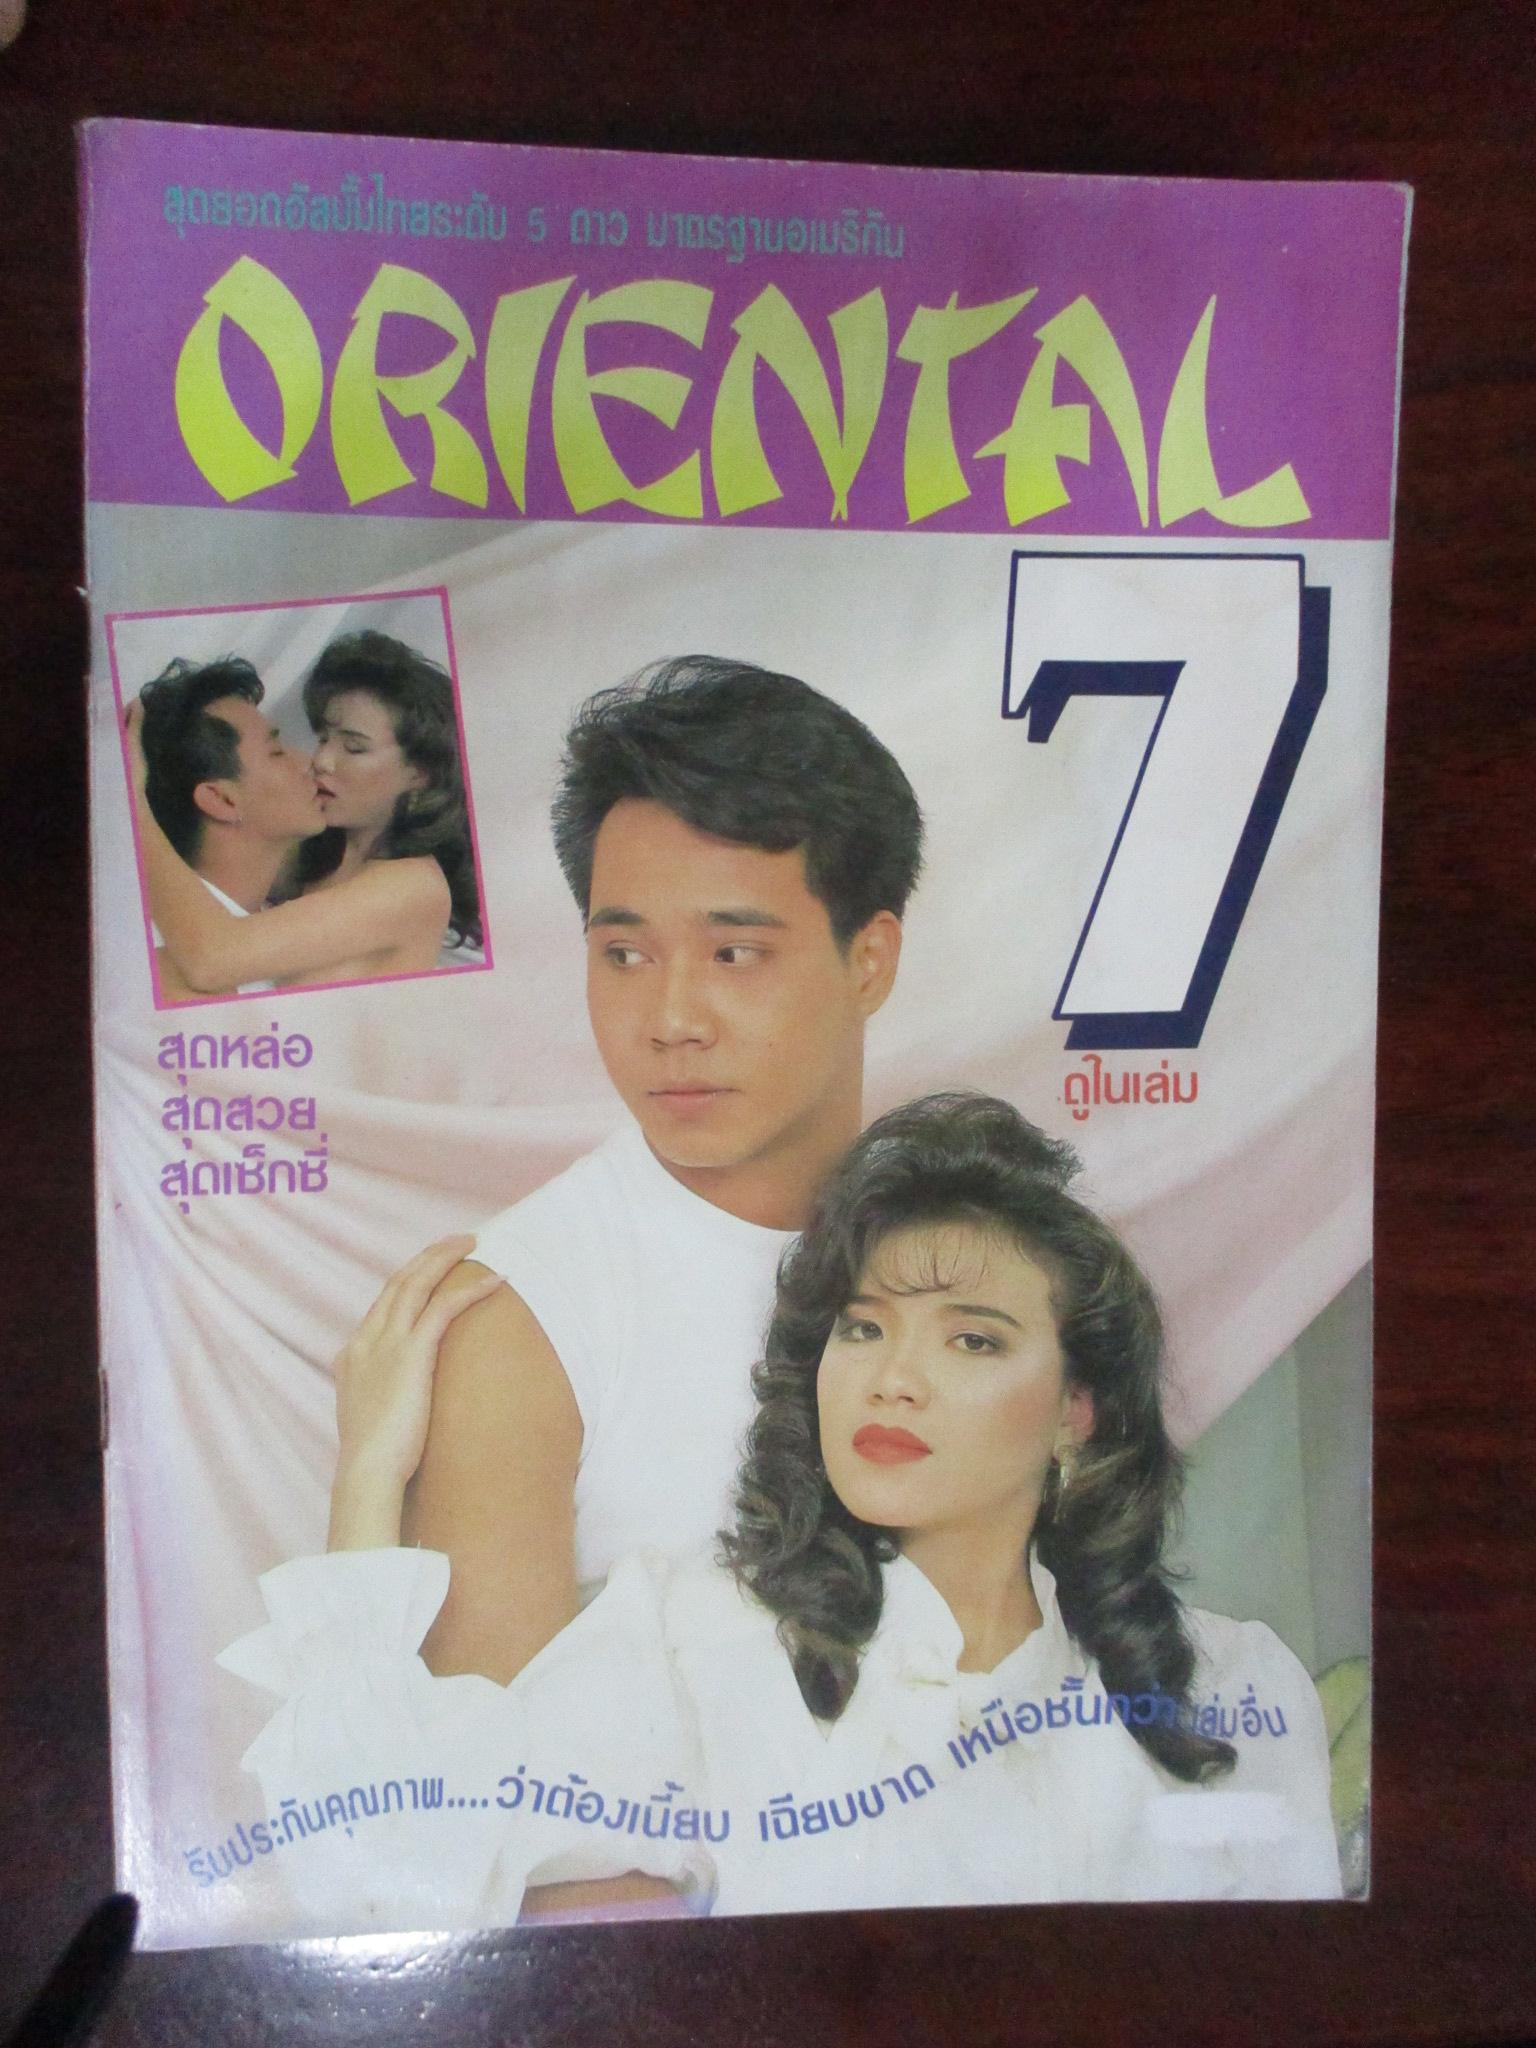 สุดยอดอัลบั้มไทยระดับ 5 ดาว มาตรฐานอเมริกัน
ORIENTAL
7
ดูในเล่ม
สุดหล่อ
สุดสวย
สุดเซ็กซี่
รับประกันคุณภาพ....ว่าต้องเนี้ยบ เฉียบขาด เหนือชั้นกว่าเล่มอื่น